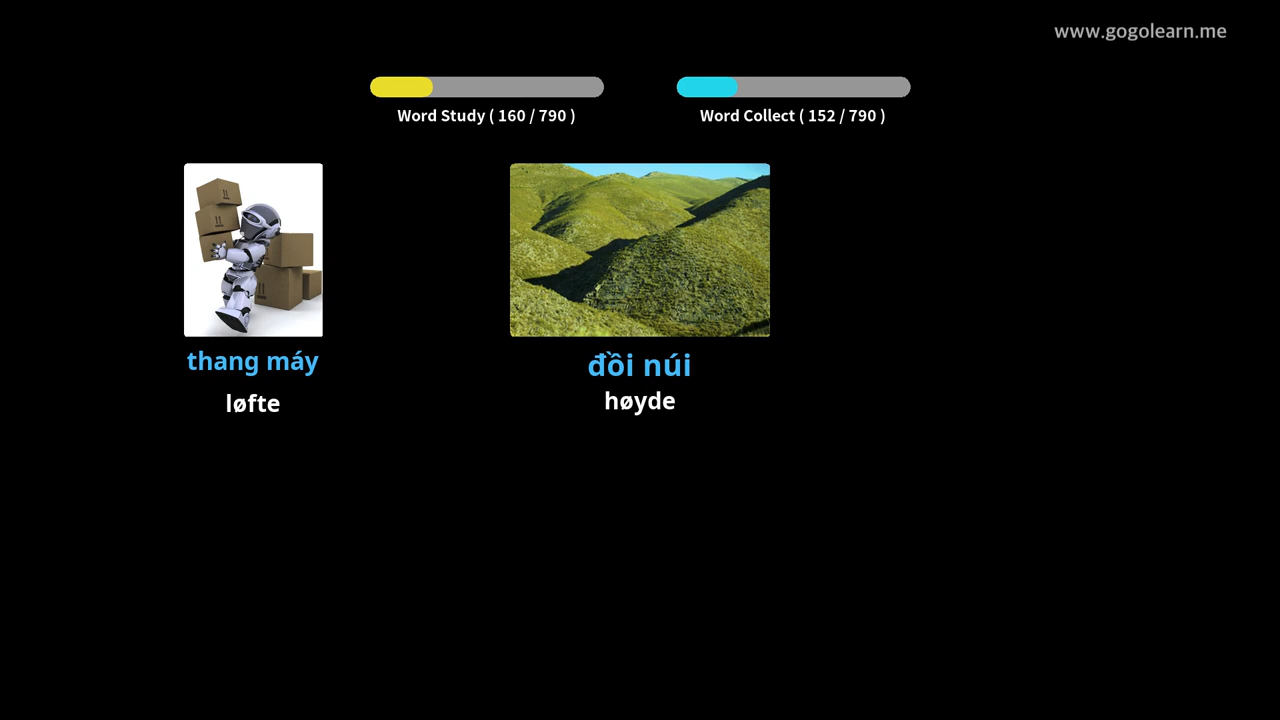 www.gogolearn.me
Word Study ( 160 / 790 )
Word Collect ( 152 / 790 )
thang máy
løfte
đồi núi
høyde